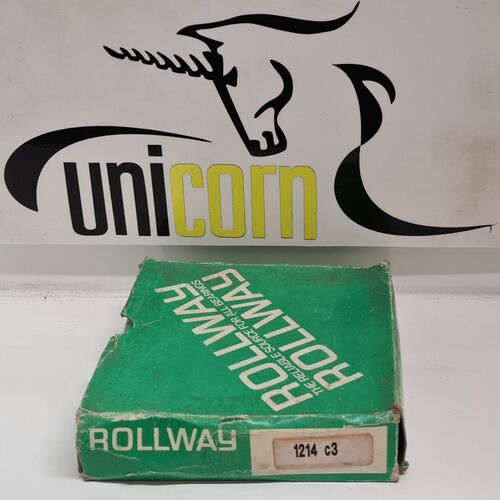 unicorn
ROLLWAY
THE RELIABLE SOURCE FOR ALL BEARINGS
ROLLWAY
ROLLWAY
1214 c3